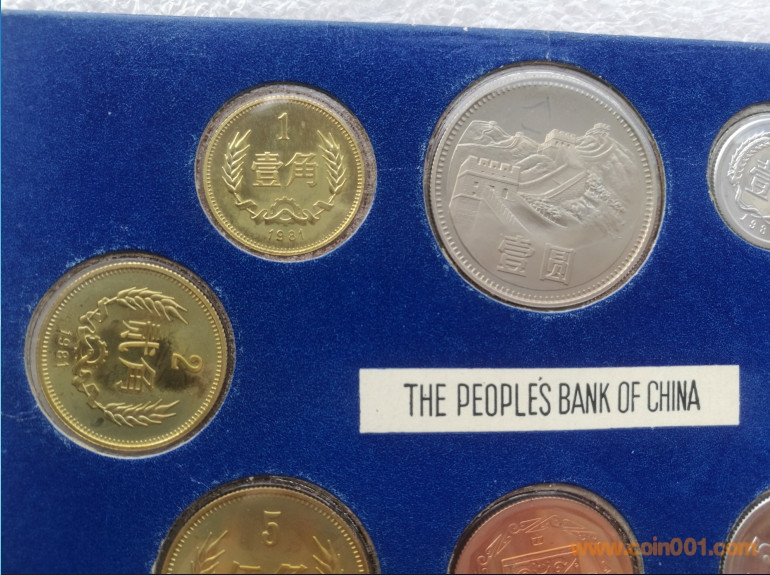 1
壹角
1981
壹圆
2
贰角
1981
THE PEOPLE'S BANK OF CHINA
5
www.coin001.com